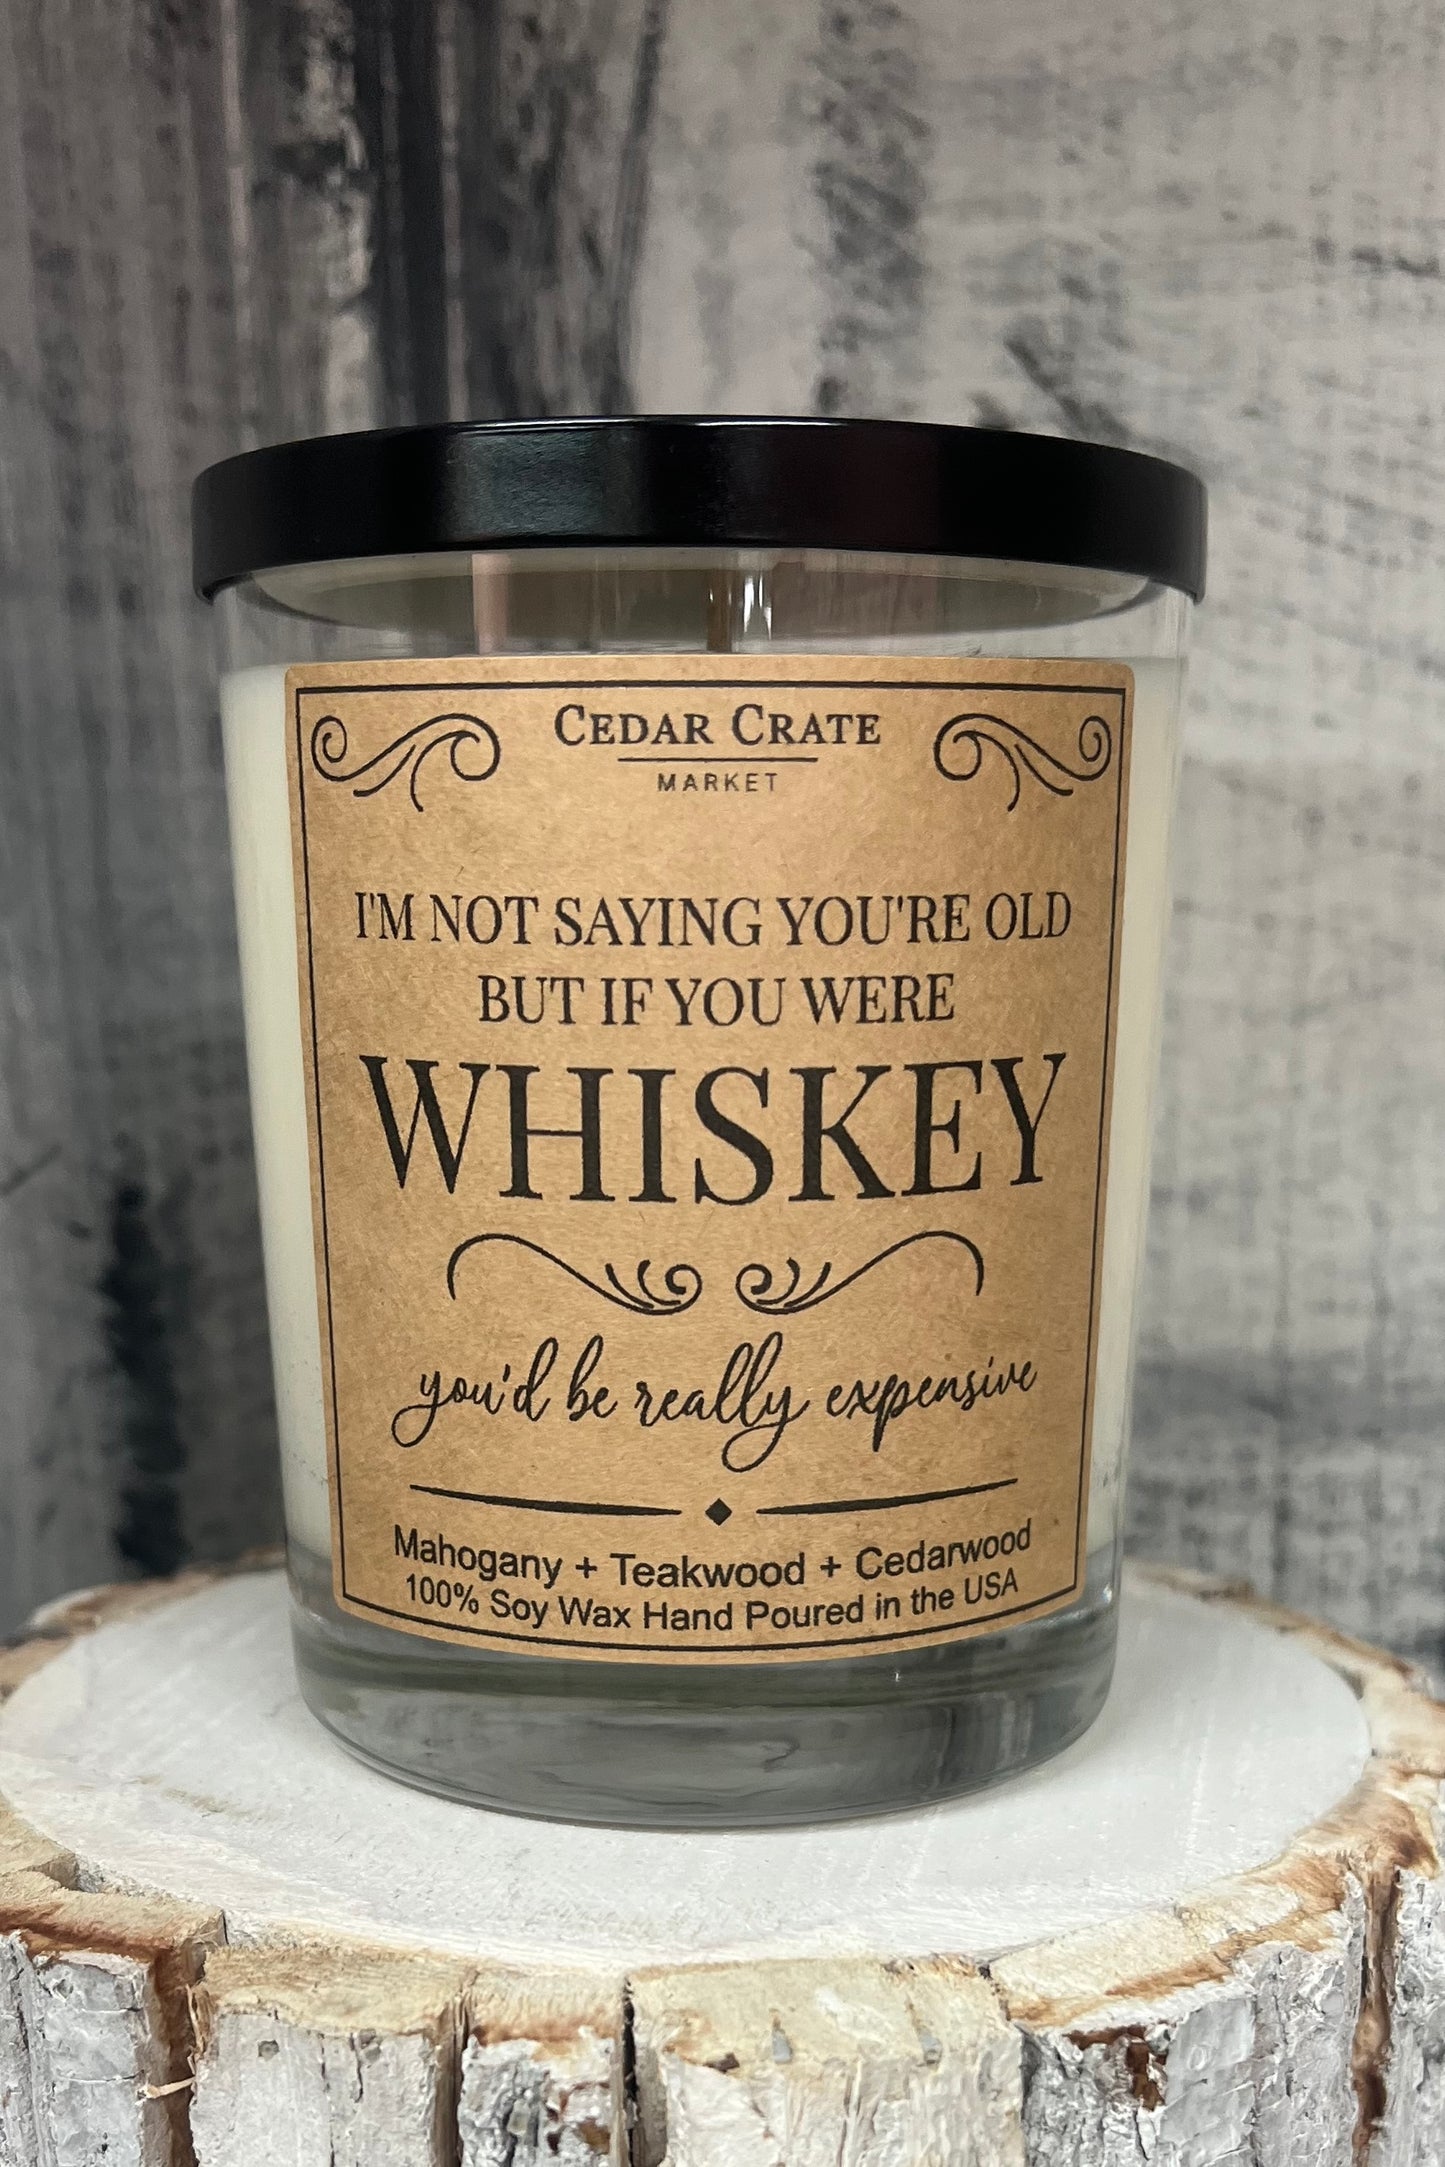 CEDAR CRATE
MARKET
I'M NOT SAYING YOU'RE OLD
BUT IF YOU WERE
WHISKEY
you'd be really expensive
Mahogany + Teakwood + Cedarwood
100% Soy Wax Hand Poured in the USA